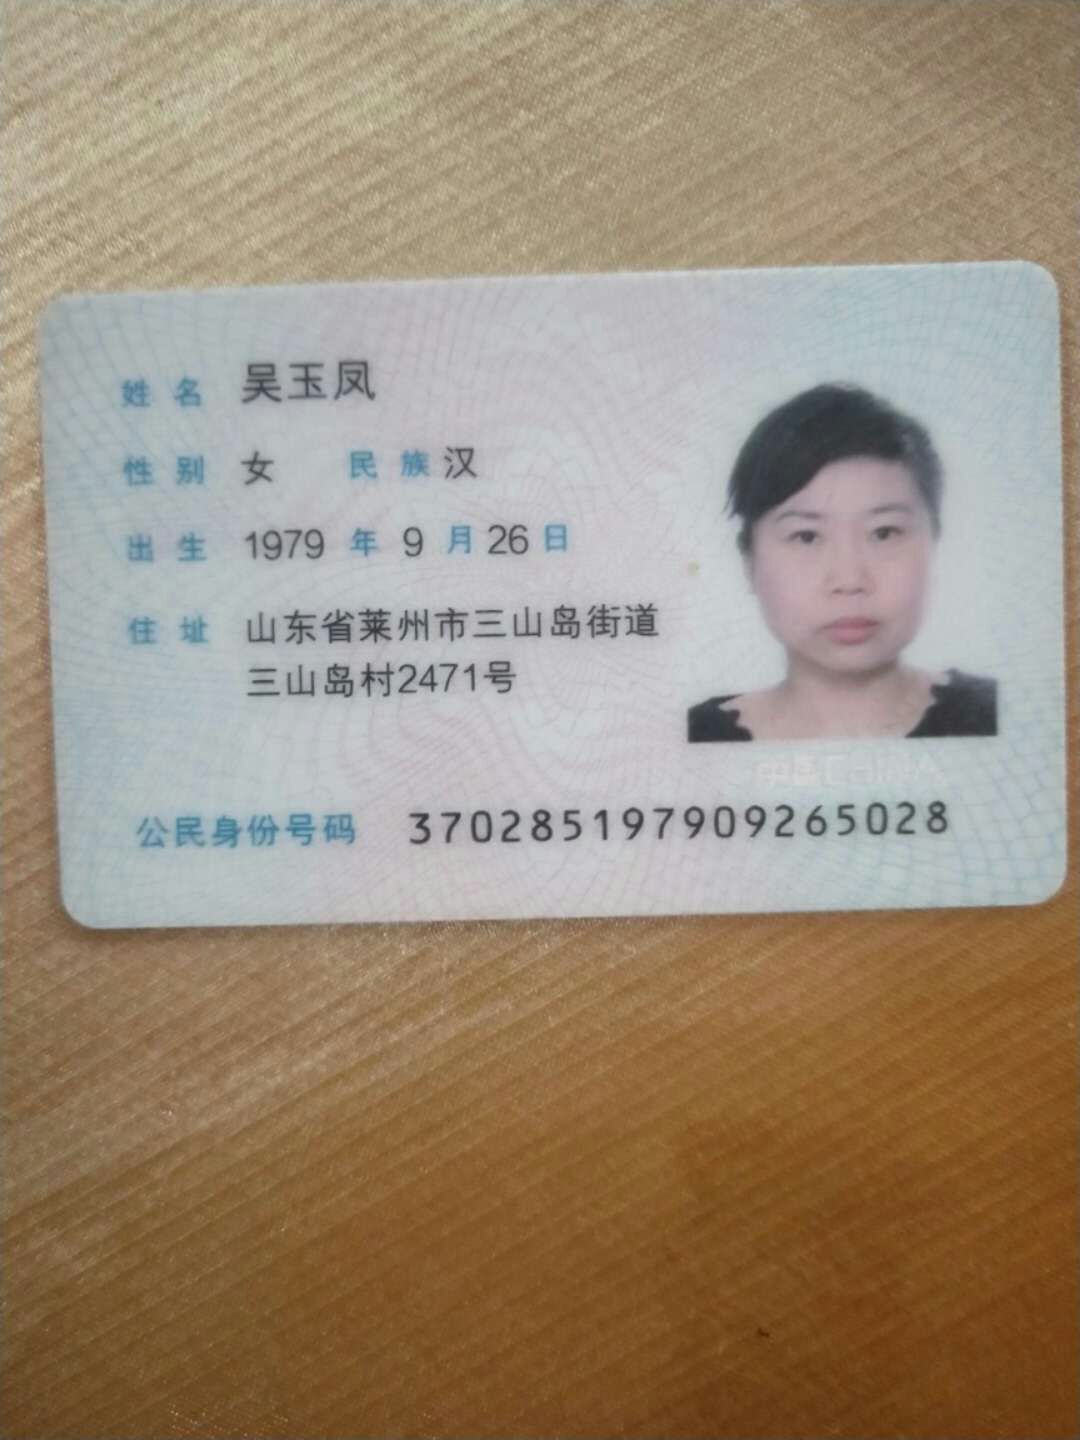 姓名 吴玉凤
性别 女 民族 汉
出生 1979 年 9 月 26 日
住址 山东省莱州市三山岛街道
三山岛村2471号
中国CHINA
公民身份号码 370285197909265028